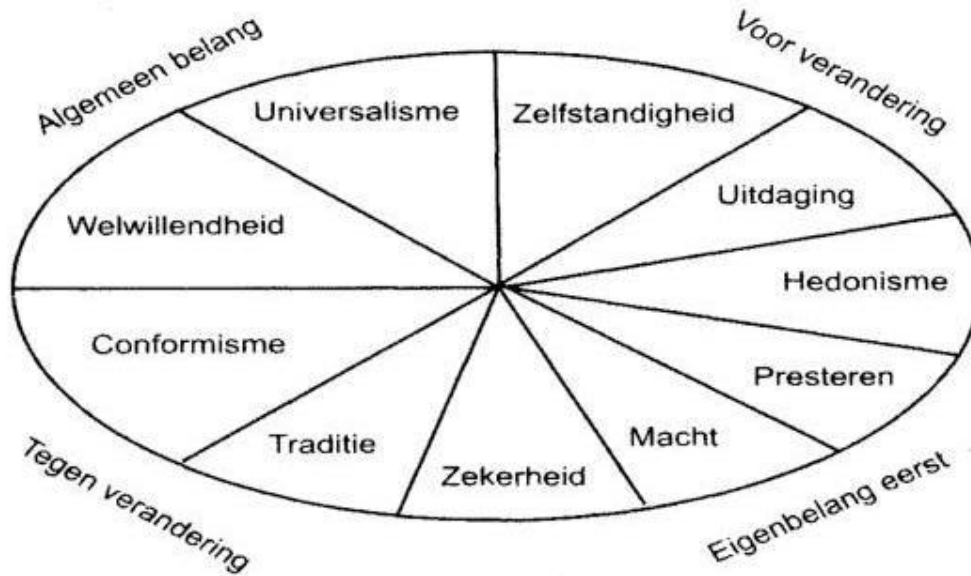 Algemeen belang
Voor verandering
Universalisme
Zelfstandigheid
Uitdaging
Welwillendheid
Hedonisme
Conformisme
Presteren
Traditie
Macht
Zekerheid
Tegen verandering
Eigenbelang eerst